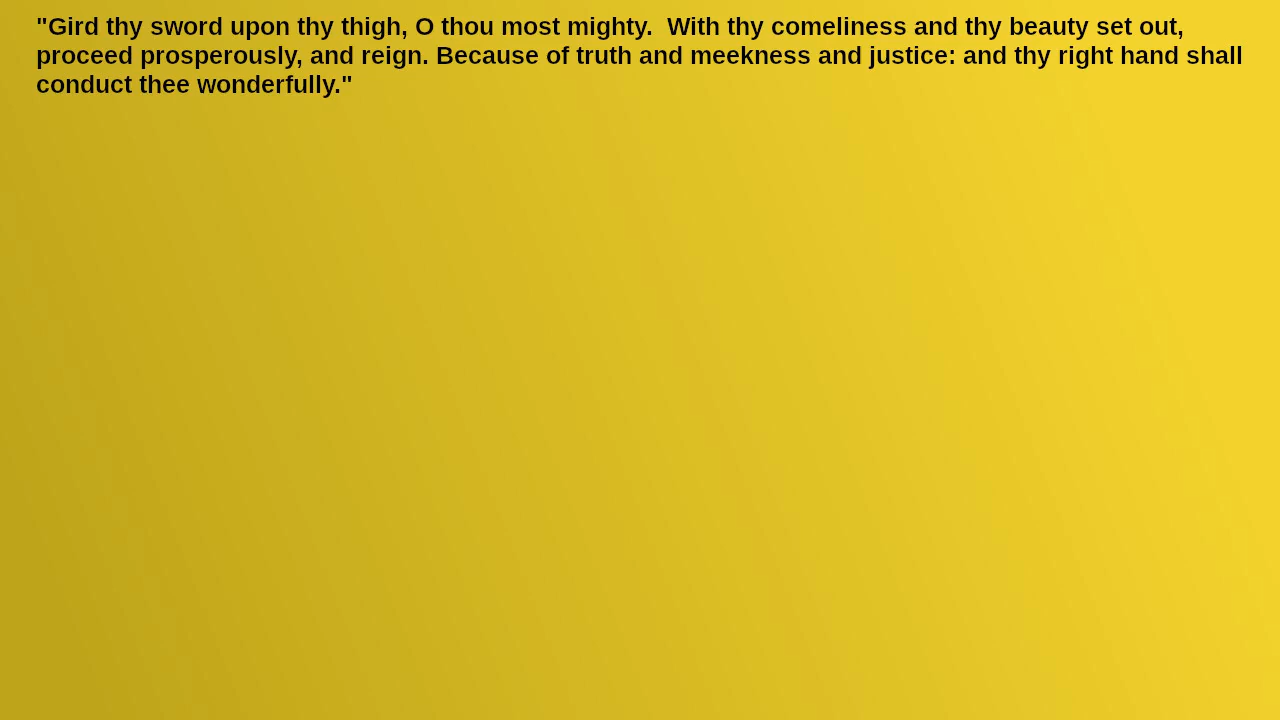 "Gird thy sword upon thy thigh, O thou most mighty.  With thy comeliness and thy beauty set out,
proceed prosperously, and reign. Because of truth and meekness and justice: and thy right hand shall
conduct thee wonderfully."